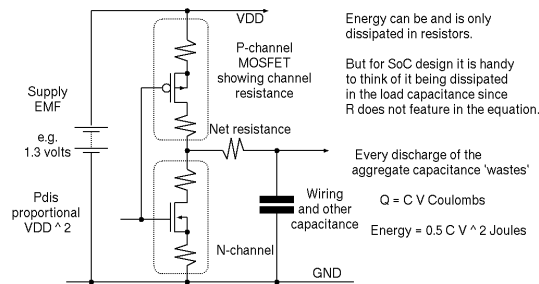 VDD
P-channel
MOSFET
showing channel
resistance
Supply
EMF
e.g.
1.3 volts
Net resistance
Pdis
proportional
VDD ^ 2
Wiring
and other
capacitance
N-channel
GND
Energy can be and is only
dissipated in resistors.
But for SoC design it is handy
to think of it being dissipated
in the load capacitance since
R does not feature in the equation.
Every discharge of the
aggregate capacitance 'wastes'
Q = C V Coulombs
Energy = 0.5 C V ^ 2 Joules